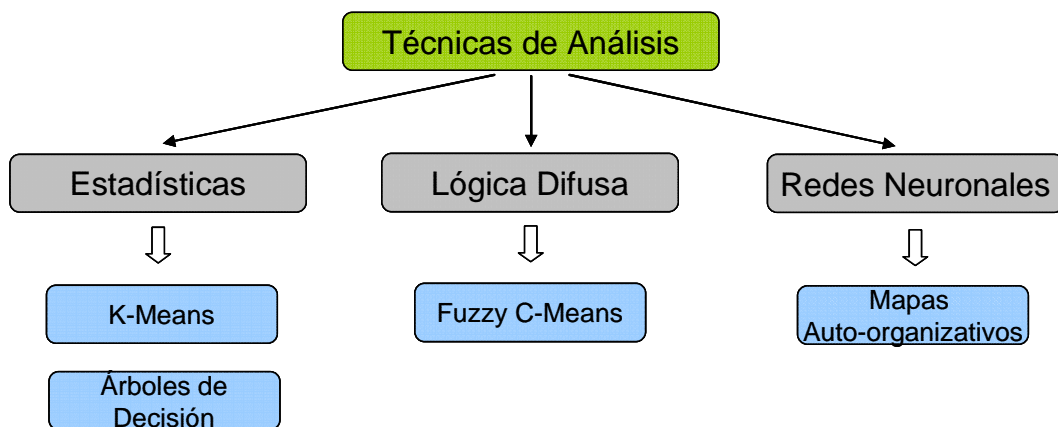 Técnicas de Análisis
Estadísticas
Lógica Difusa
Redes Neuronales
K-Means
Fuzzy C-Means
Mapas
Auto-organizativos
Árboles de
Decisión